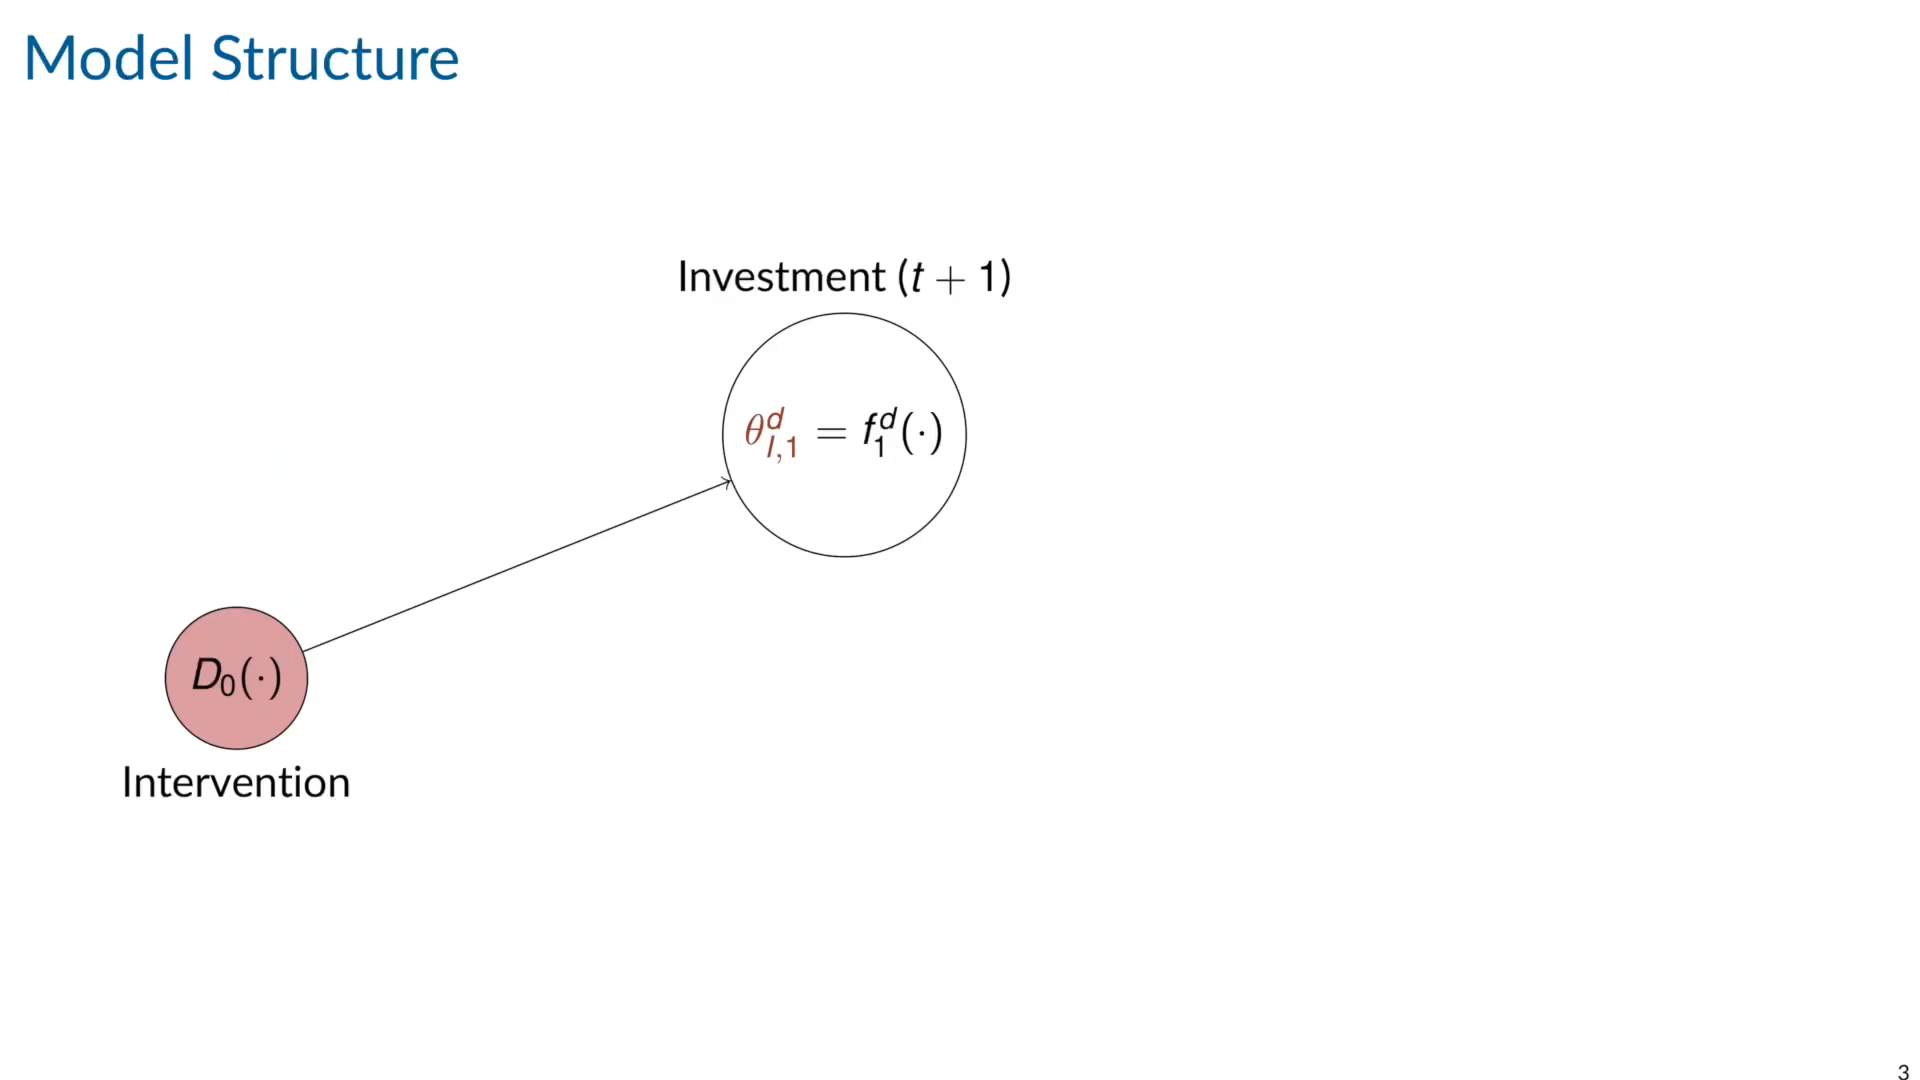 Model Structure
Investment (t + 1)
θ^d_{I,1} = f^d_1(·)
D_0(·)
Intervention
3